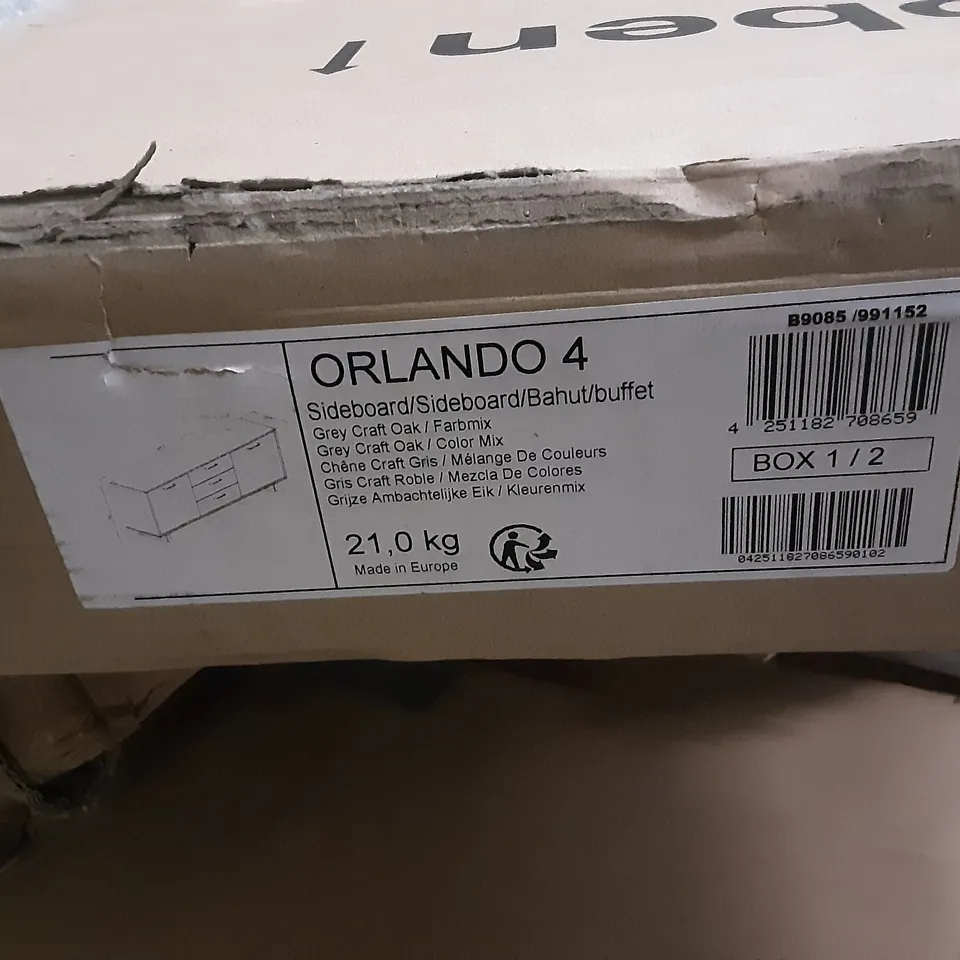 open!
B9085 /991152
ORLANDO 4
Sideboard/Sideboard/Bahut/buffet
Grey Craft Oak / Farbmix
Grey Craft Oak / Color Mix
Chêne Craft Gris / Mélange De Couleurs
Gris Craft Roble / Mezcla De Colores
Grijze Ambachtelijke Eik / Kleurenmix
4 251182 708659
BOX 1 / 2
21,0 kg
Made in Europe
042511827086590102